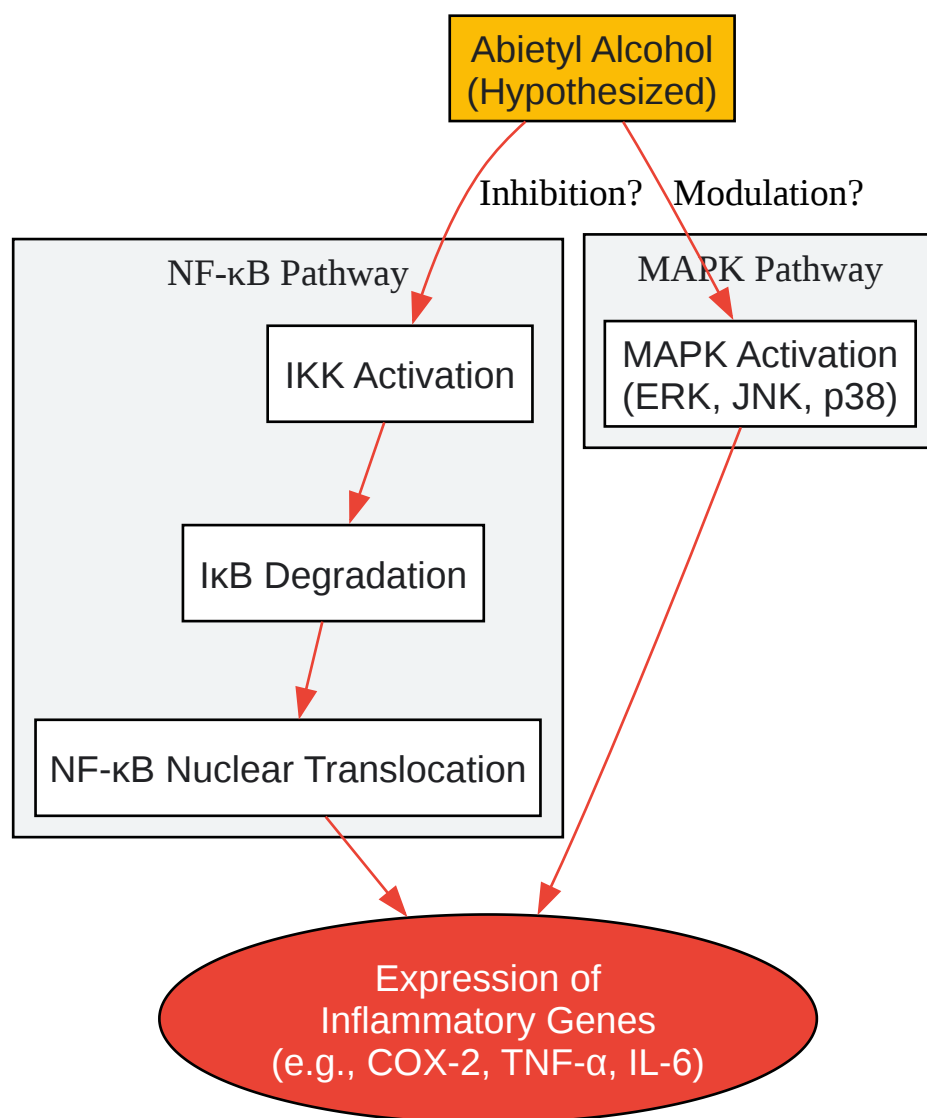 Abietyl Alcohol
(Hypothesized)
Inhibition?
Modulation?
NF-κB Pathway
MAPK Pathway
IKK Activation
MAPK Activation
(ERK, JNK, p38)
IκB Degradation
NF-κB Nuclear Translocation
Expression of
Inflammatory Genes
(e.g., COX-2, TNF-α, IL-6)